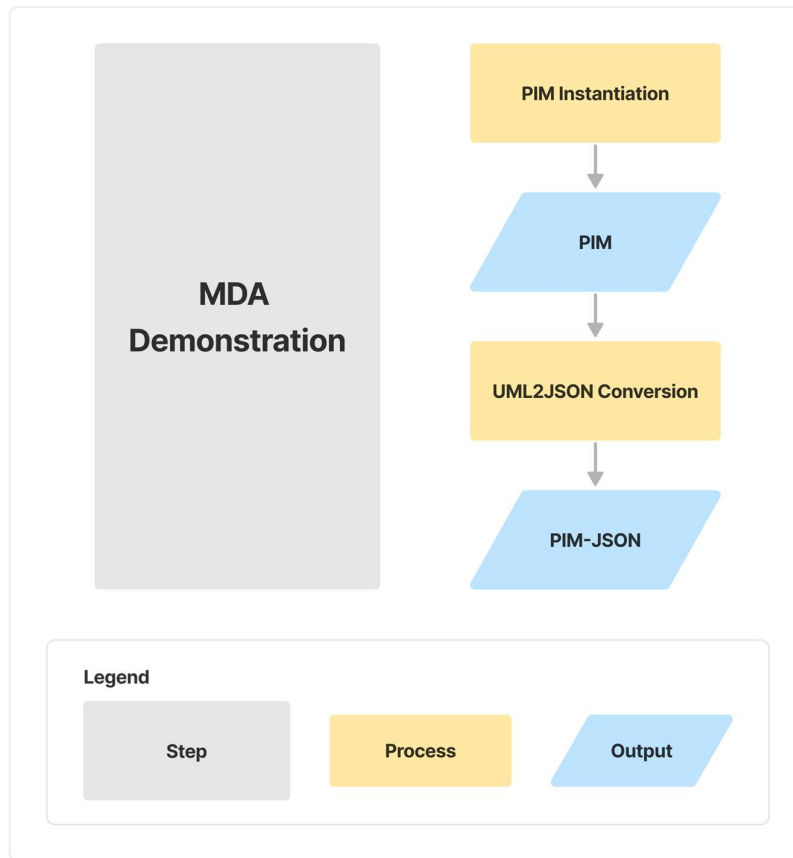 MDA
Demonstration
PIM Instantiation
PIM
UML2JSON Conversion
PIM-JSON
Legend
Step
Process
Output